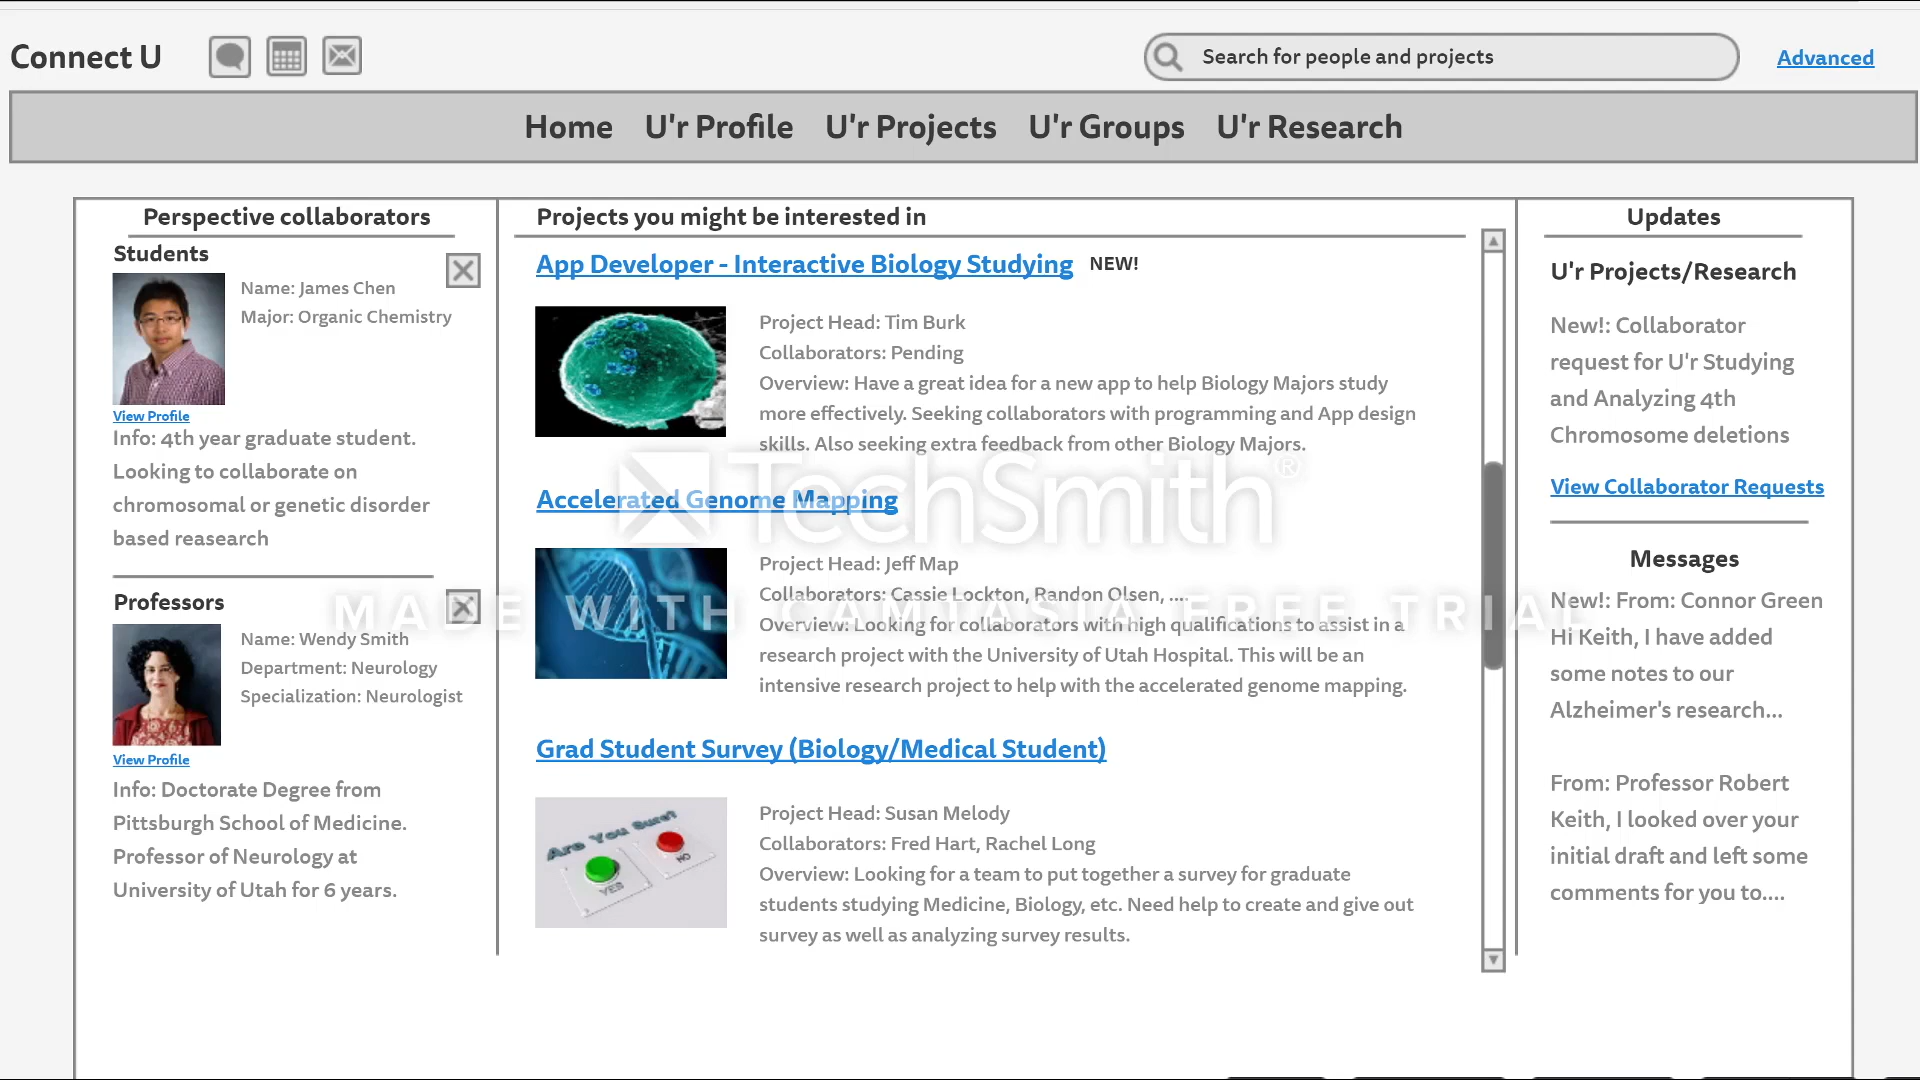 Connect U
Search for people and projects
Advanced
Home U'r Profile U'r Projects U'r Groups U'r Research
Perspective collaborators
Students
Name: James Chen
Major: Organic Chemistry
View Profile
Info: 4th year graduate student.
Looking to collaborate on
chromosomal or genetic disorder
based reasearch
Professors
Name: Wendy Smith
Department: Neurology
Specialization: Neurologist
View Profile
Info: Doctorate Degree from
Pittsburgh School of Medicine.
Professor of Neurology at
University of Utah for 6 years.
Projects you might be interested in
App Developer - Interactive Biology Studying NEW!
Project Head: Tim Burk
Collaborators: Pending
Overview: Have a great idea for a new app to help Biology Majors study
more effectively. Seeking collaborators with programming and App design
skills. Also seeking extra feedback from other Biology Majors.
Accelerated Genome Mapping
Project Head: Jeff Map
Collaborators: Cassie Lockton, Randon Olsen, ....
Overview: Looking for collaborators with high qualifications to assist in a
research project with the University of Utah Hospital. This will be an
intensive research project to help with the accelerated genome mapping.
Grad Student Survey (Biology/Medical Student)
Are You Sure?
YES
NO
Project Head: Susan Melody
Collaborators: Fred Hart, Rachel Long
Overview: Looking for a team to put together a survey for graduate
students studying Medicine, Biology, etc. Need help to create and give out
survey as well as analyzing survey results.
Updates
U'r Projects/Research
New!: Collaborator
request for U'r Studying
and Analyzing 4th
Chromosome deletions
View Collaborator Requests
Messages
New!: From: Connor Green
Hi Keith, I have added
some notes to our
Alzheimer's research...
From: Professor Robert
Keith, I looked over your
initial draft and left some
comments for you to....
TechSmith®
MADE WITH CAMTASIA FREE TRIAL